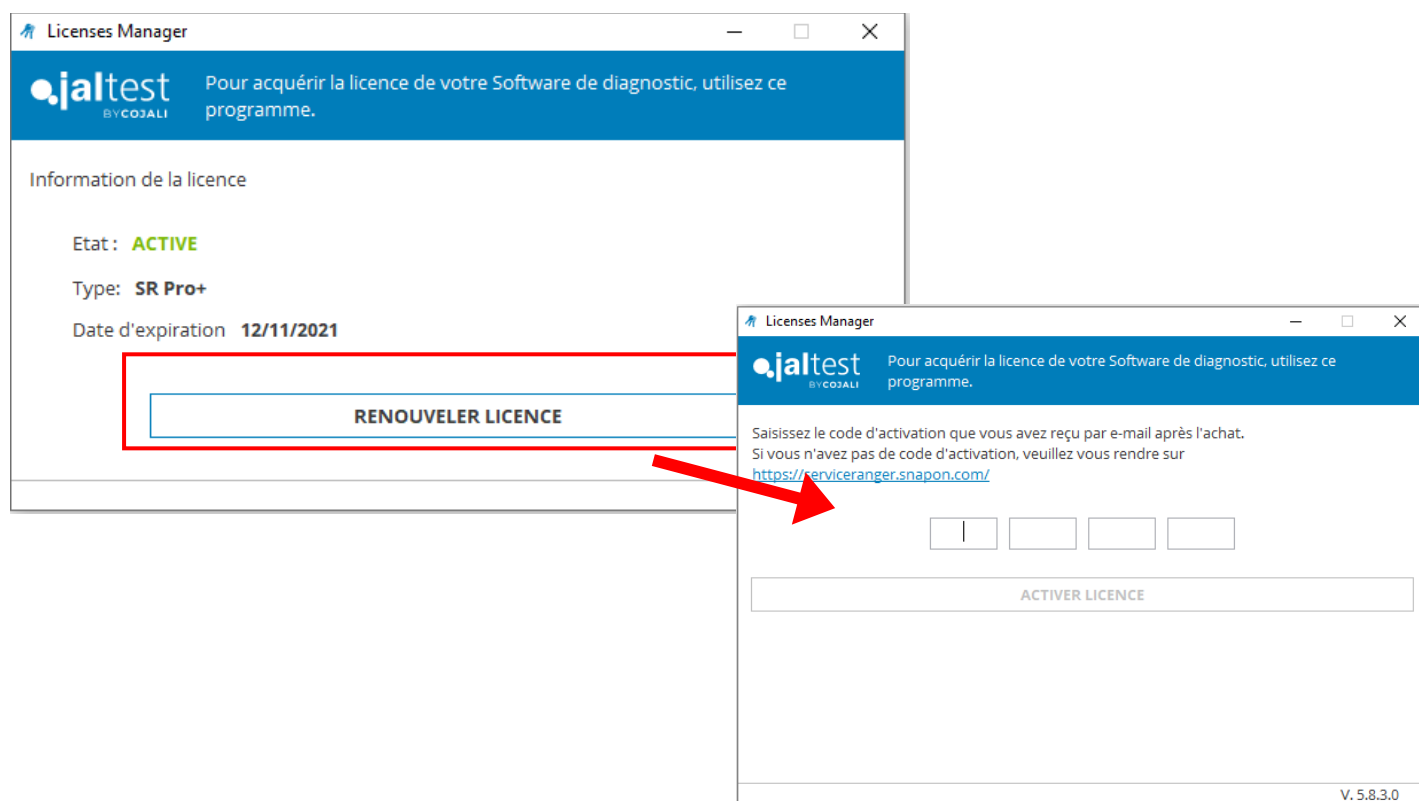 Licenses Manager
jaltest
BY COJALI
Pour acquérir la licence de votre Software de diagnostic, utilisez ce
programme.
Information de la licence
Etat : ACTIVE
Type: SR Pro+
Date d'expiration 12/11/2021
RENOUVELER LICENCE
Licenses Manager
jaltest
BY COJALI
Pour acquérir la licence de votre Software de diagnostic, utilisez ce
programme.
Saisissez le code d'activation que vous avez reçu par e-mail après l'achat.
Si vous n'avez pas de code d'activation, veuillez vous rendre sur
https://serviceranger.snapon.com/
ACTIVER LICENCE
V. 5.8.3.0